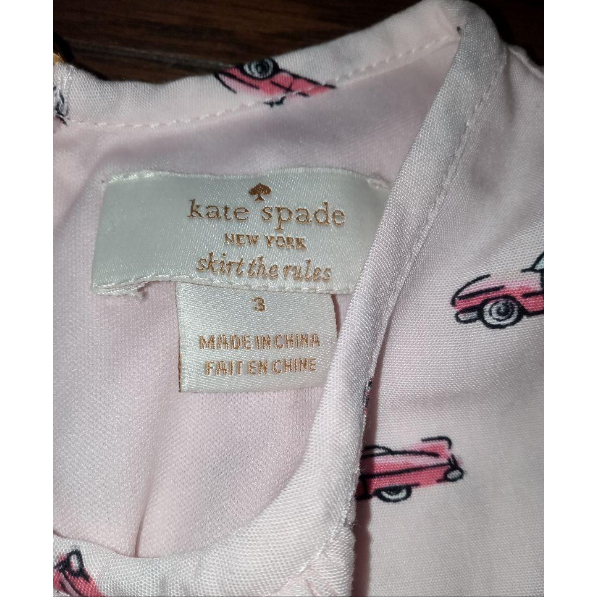 kate spade
NEW YORK
skirt the rules
3
MADE IN CHINA
FAIT EN CHINE